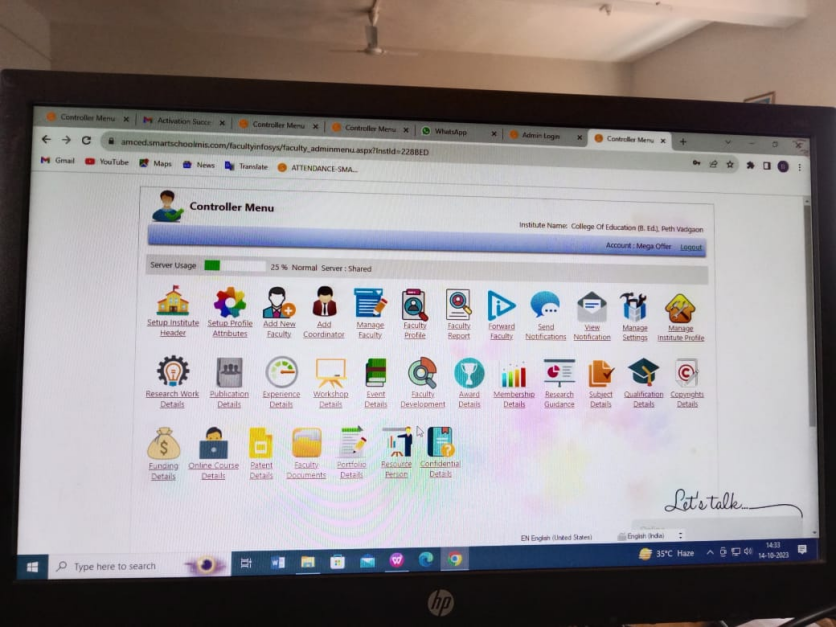 Controller Menu
Activation Succe
Controller Menu
Controller Menu
WhatsApp
Admin Login
Controller Menu
amced.smartschoolmis.com/facultyinfosys/faculty_adminmenu.aspx?InstId=228BED
Gmail
YouTube
Maps
News
Translate
ATTENDANCE-SMA...
Controller Menu
Institute Name: College Of Education (B. Ed.), Peth Vadgaon
Account : Mega Offer Logout
Server Usage 25 % Normal Server : Shared
Setup Institute Header
Setup Profile Attributes
Add New Faculty
Add Coordinator
Manage Faculty
Faculty Profile
Faculty Report
Forward Faculty
Send Notifications
View Notification
Manage Settings
Manage Institute Profile
Research Work Details
Publication Details
Experience Details
Workshop Details
Event Details
Faculty Development
Award Details
Membership Details
Research Guidance
Subject Details
Qualification Details
Copyrights Details
Funding Details
Online Course Details
Patent Details
Faculty Documents
Portfolio Details
Resource Person
Confidential Details
Let's talk...
EN English (United States)
English (India)
Type here to search
35°C Haze
14:33
14-10-2023
hp